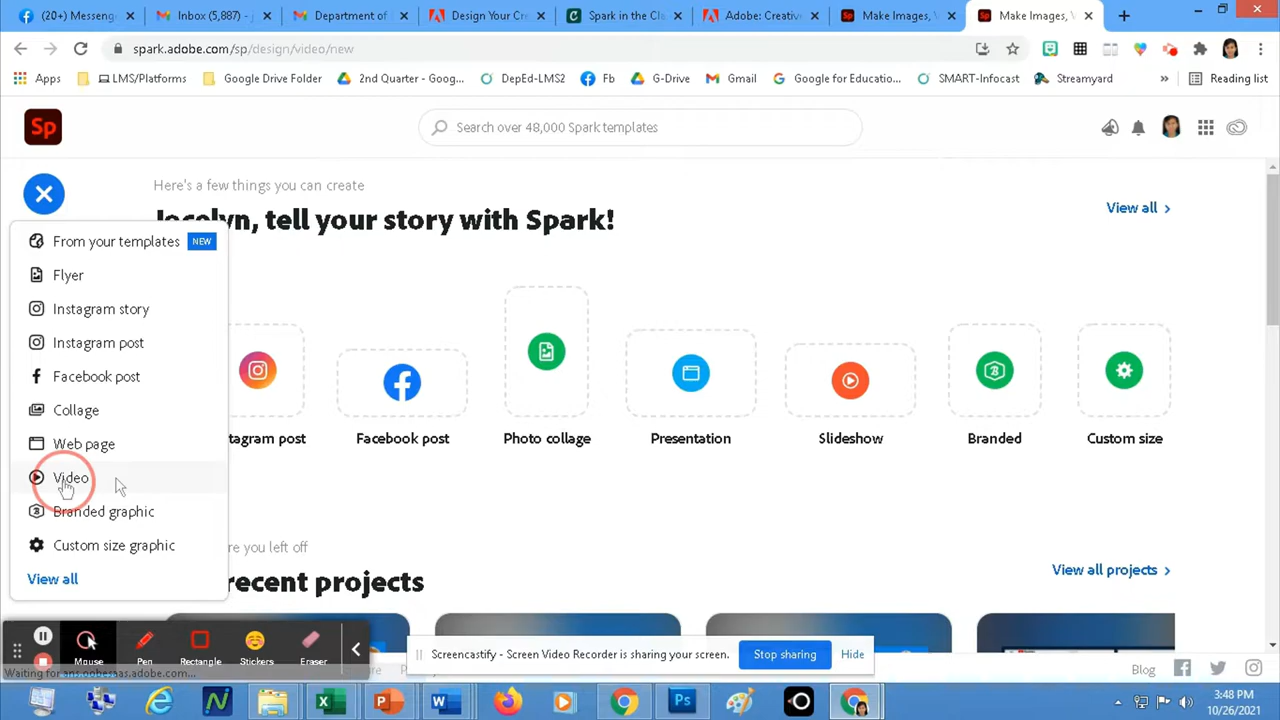 (20+) Messenge
Inbox (5,887) - j
Department of
Design Your Cre
Spark in the Cla
Adobe: Creativ
Make Images, V
Make Images, V
spark.adobe.com/sp/design/video/new
Apps
LMS/Platforms
Google Drive Folder
2nd Quarter - Goog...
DepEd-LMS2
Fb
G-Drive
Gmail
Google for Education...
SMART-Infocast
Streamyard
»
Reading list
Sp
Search over 48,000 Spark templates
Here's a few things you can create
Jocelyn, tell your story with Spark!
View all >
From your templates NEW
Flyer
Instagram story
Instagram post
Facebook post
Collage
Web page
Video
Branded graphic
Custom size graphic
View all
tagram post
Facebook post
Photo collage
Presentation
Slideshow
Branded
Custom size
re you left off
recent projects
View all projects >
Mouse
Pen
Rectangle
Stickers
Eraser
Screencastify - Screen Video Recorder is sharing your screen.
Stop sharing
Hide
Blog
3:48 PM
10/26/2021